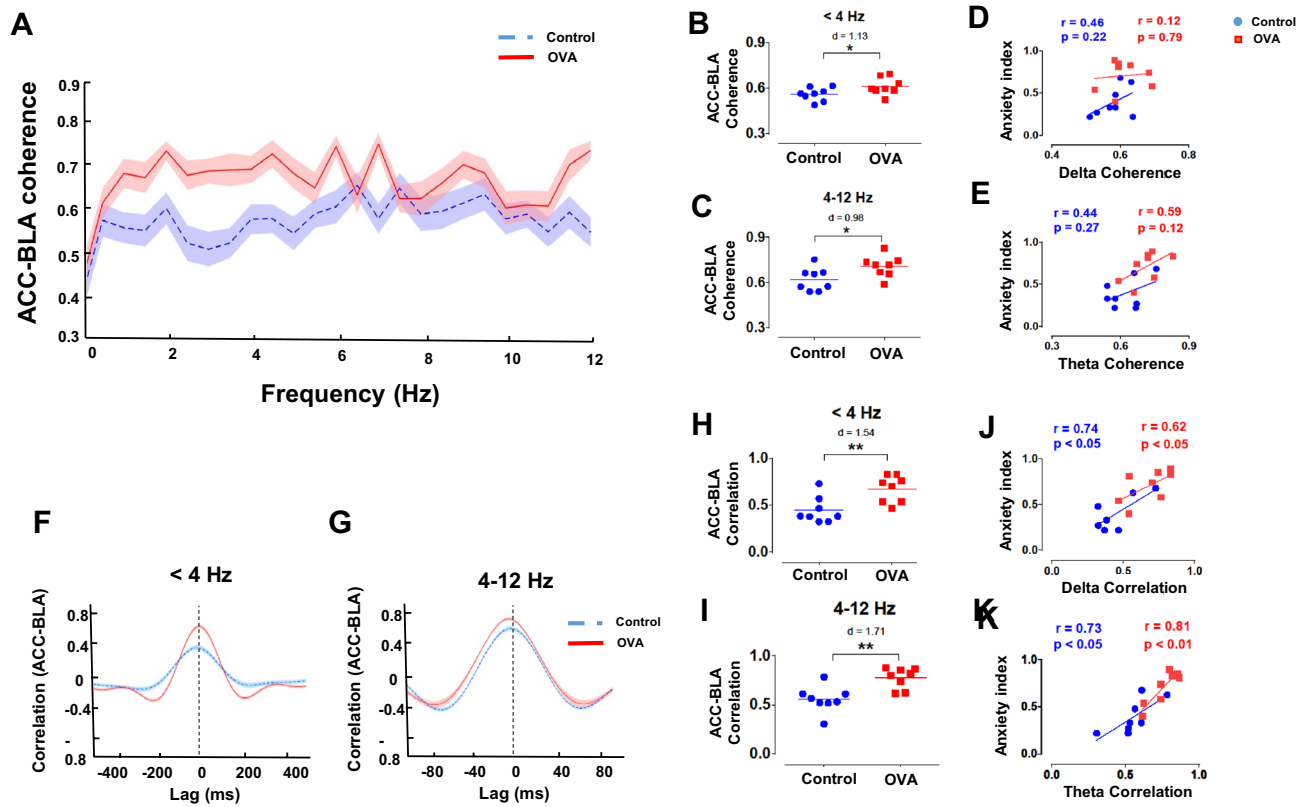 A
Control
OVA
ACC-BLA coherence
0.9
0.8
0.7
0.6
0.5
0.4
0.3
0
2
4
6
8
10
12
Frequency (Hz)
B
< 4 Hz
d = 1.13
*
ACC-BLA
Coherence
0.9
0.6
0.3
Control
OVA
C
4-12 Hz
d = 0.98
*
ACC-BLA
Coherence
0.9
0.6
0.3
Control
OVA
D
r = 0.46
p = 0.22
r = 0.12
p = 0.79
Control
OVA
Anxiety index
1.0
0.5
0.0
0.4
0.6
0.8
Delta Coherence
E
r = 0.44
p = 0.27
r = 0.59
p = 0.12
Anxiety index
1.0
0.5
0.0
0.3
0.6
0.9
Theta Coherence
F
< 4 Hz
Correlation (ACC-BLA)
0.8
0.4
0
-0.4
-
0.8
-400
-200
0
200
400
Lag (ms)
G
4-12 Hz
Control
OVA
Correlation (ACC-BLA)
0.8
0.4
0
-0.4
-
0.8
-80
-40
0
40
80
Lag (ms)
H
< 4 Hz
d = 1.54
**
ACC-BLA
Correlation
1.0
0.5
0.0
Control
OVA
I
4-12 Hz
d = 1.71
**
ACC-BLA
Correlation
1.0
0.5
0.0
Control
OVA
J
r = 0.74
p < 0.05
r = 0.62
p < 0.05
Anxiety index
1.0
0.5
0.0
0.0
0.5
1.0
Delta Correlation
K
K
r = 0.73
p < 0.05
r = 0.81
p < 0.01
Anxiety index
1.0
0.5
0.0
0.0
0.5
1.0
Theta Correlation